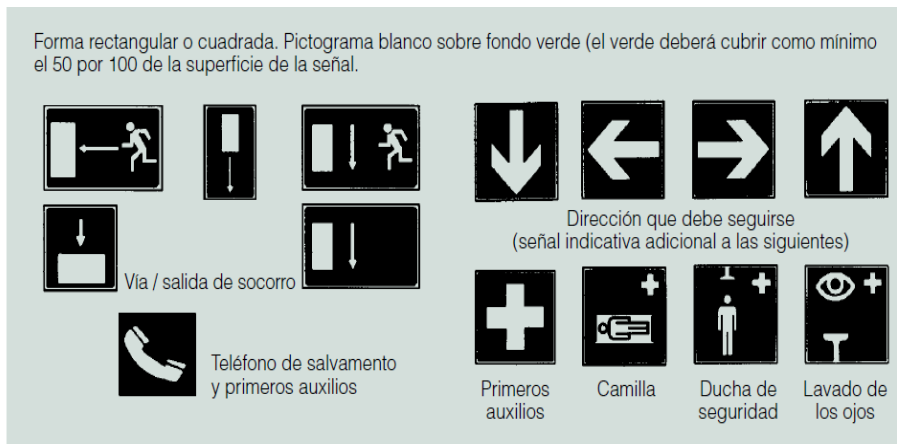 Forma rectangular o cuadrada. Pictograma blanco sobre fondo verde (el verde deberá cubrir como mínimo
el 50 por 100 de la superficie de la señal.
Vía / salida de socorro
Teléfono de salvamento
y primeros auxilios
Dirección que debe seguirse
(señal indicativa adicional a las siguientes)
Primeros
auxilios
Camilla
Ducha de
seguridad
Lavado de
los ojos